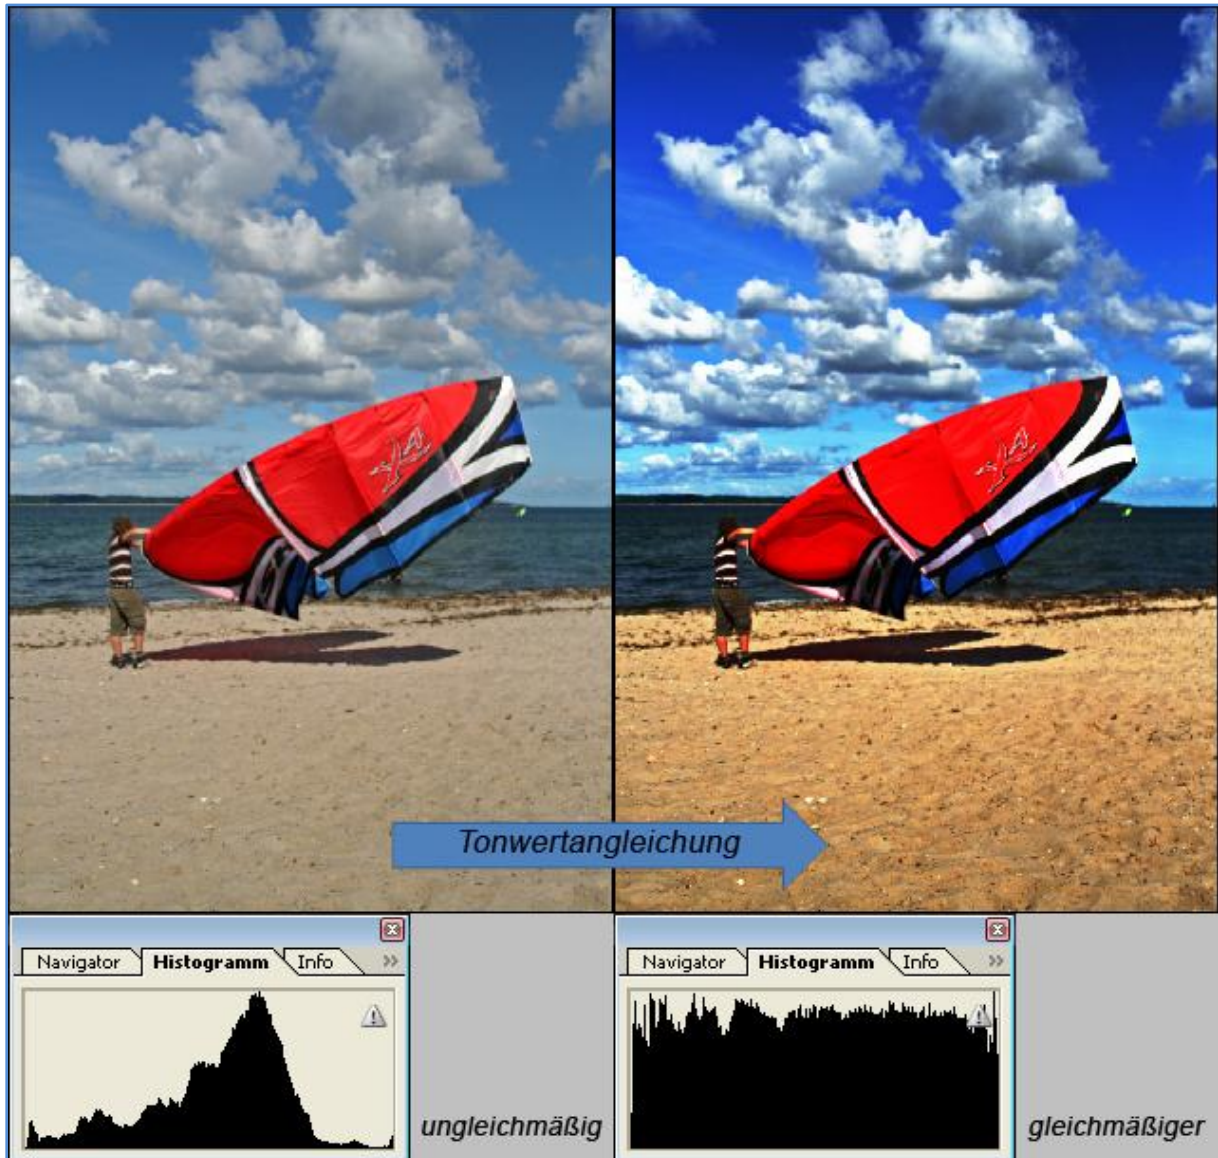 Tonwertangleichung
Navigator Histogramm Info »
ungleichmäßig
Navigator Histogramm Info »
gleichmäßiger